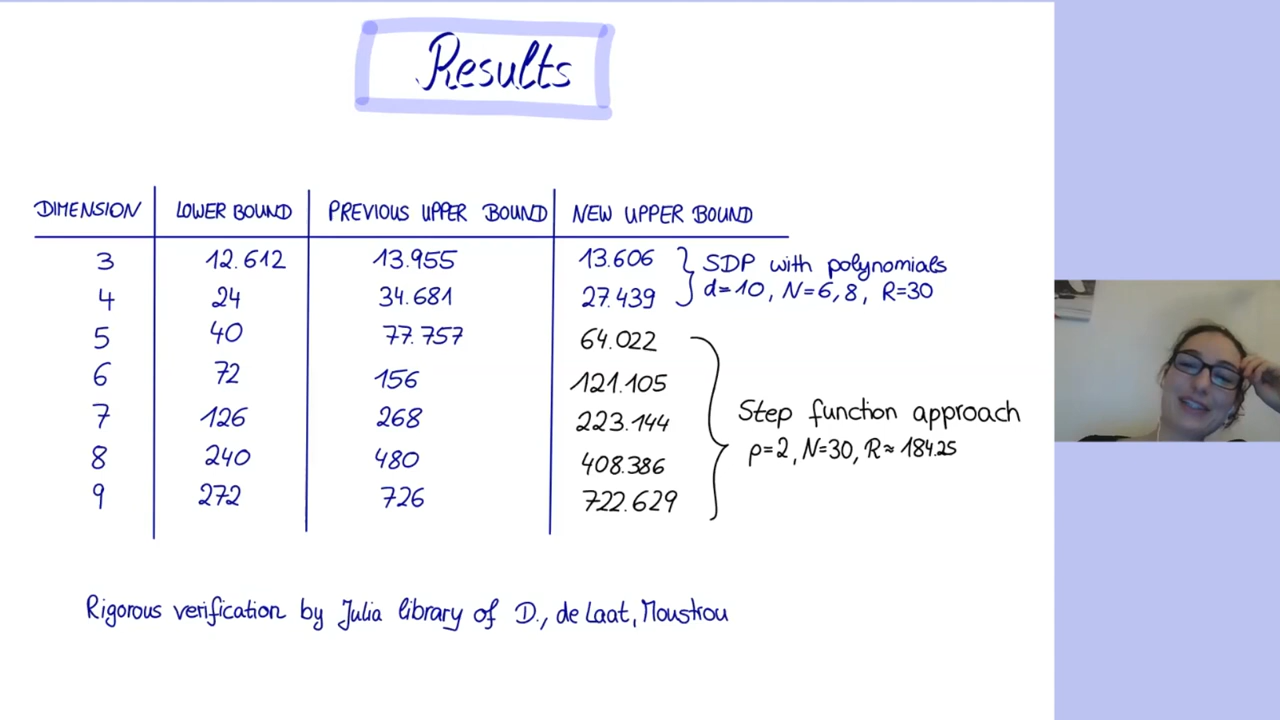 Results
DIMENSION LOWER BOUND PREVIOUS UPPER BOUND NEW UPPER BOUND
3 12.612 13.955 13.606 SDP with polynomials
4 24 34.681 27.439 d=10, N=6,8, R=30
5 40 77.757 64.022
6 72 156 121.105
7 126 268 223.144 Step function approach
8 240 480 408.386 ρ=2, N=30, R≈184.25
9 272 726 722.629
Rigorous verification by Julia library of D., de Laat, Moustrou